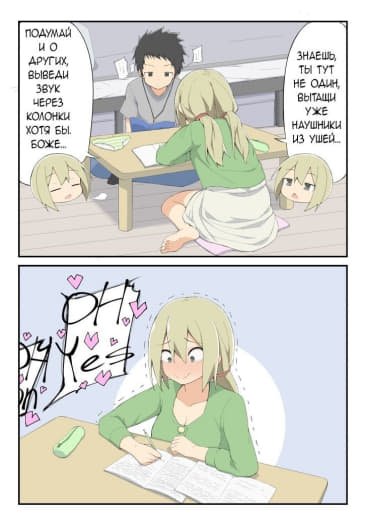 ЗНАЕШЬ,
ТЫ ТУТ
НЕ ОДИН,
ВЫТАЩИ
УЖЕ
НАУШНИКИ
ИЗ УШЕЙ...
ПОДУМАЙ
И О
ДРУГИХ,
ВЫВЕДИ
ЗВУК
ЧЕРЕЗ
КОЛОНКИ
ХОТЯ БЫ.
БОЖЕ...
OH
Yes